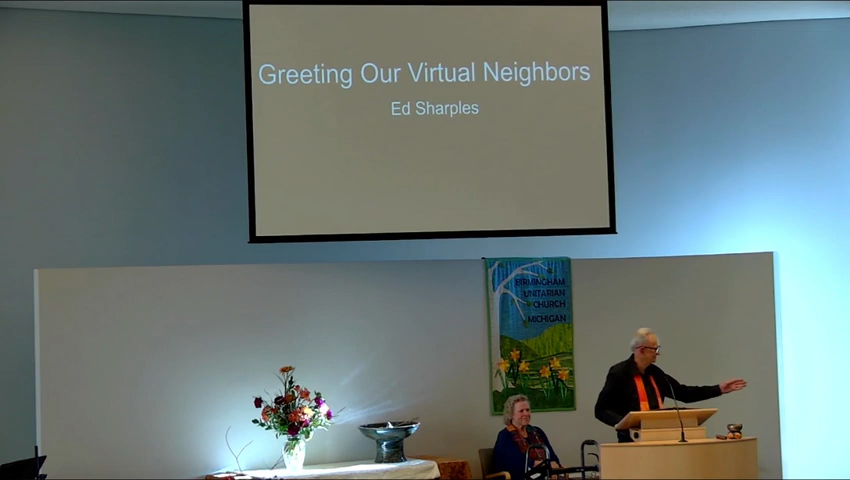 Greeting Our Virtual Neighbors
Ed Sharples
BIRMINGHAM
UNITARIAN
CHURCH
MICHIGAN